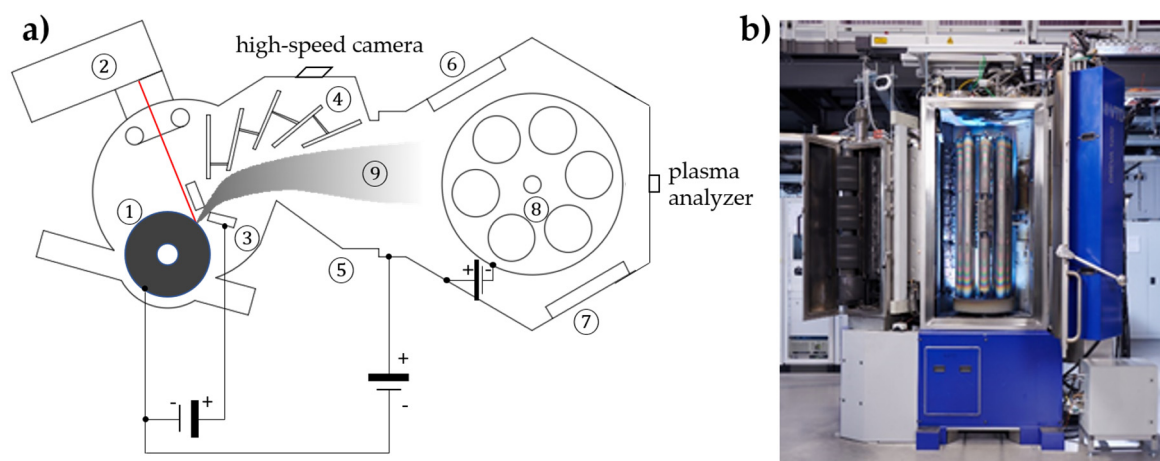 a)
high-speed camera
②
④
⑥
①
⑨
plasma
analyzer
⑧
③
⑤
+ -
⑦
+
-
- +
b)